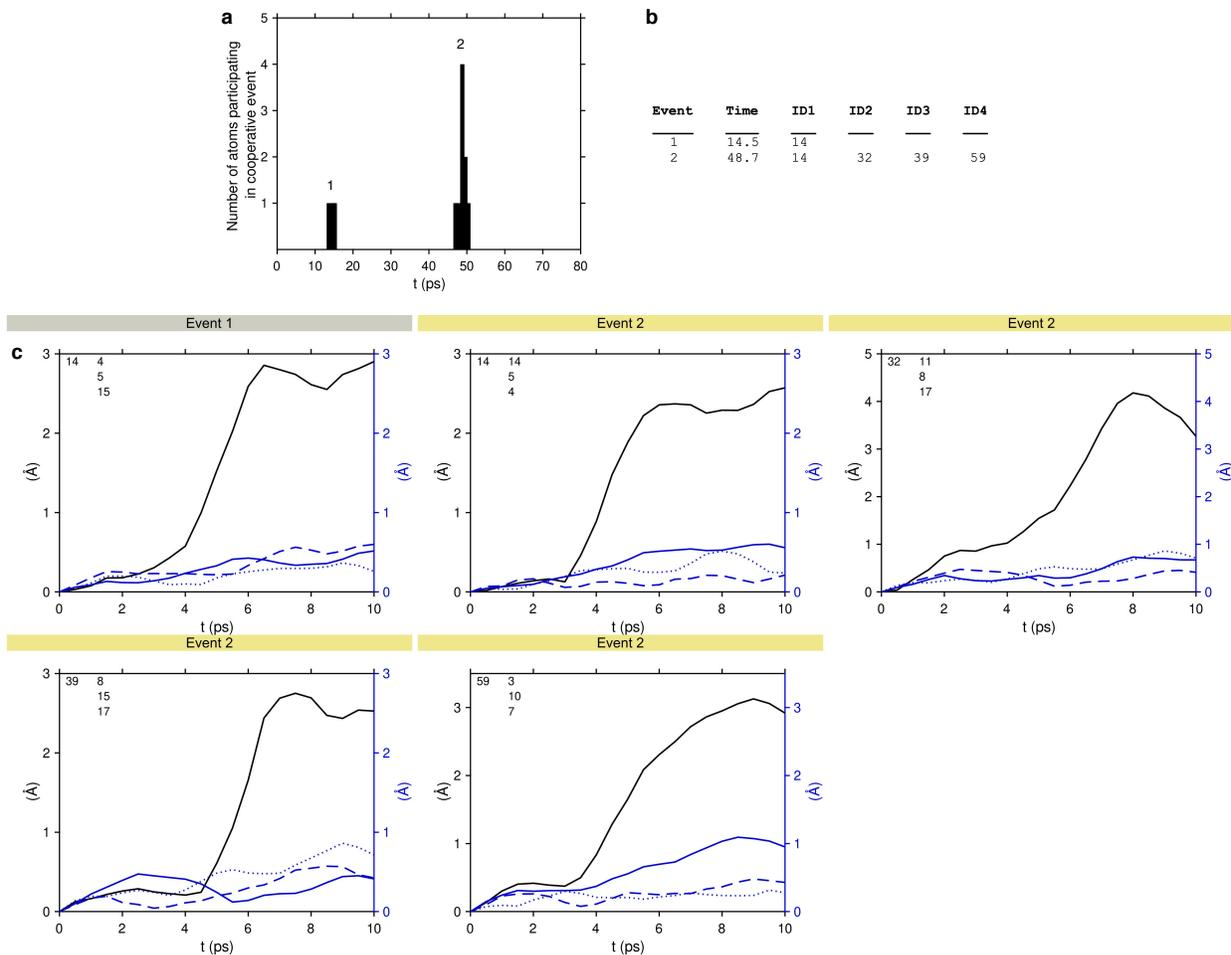 a
Number of atoms participating
in cooperative event
5
4
3
2
1
1
2
0 10 20 30 40 50 60 70 80
t (ps)
b
Event Time ID1 ID2 ID3 ID4
1 14.5 14
2 48.7 14 32 39 59
Event 1
Event 2
Event 2
c
14 4
5
15
3
2
1
0
(Å)
3
2
1
0
(Å)
0 2 4 6 8 10
t (ps)
14 14
5
4
3
2
1
0
(Å)
3
2
1
0
(Å)
0 2 4 6 8 10
t (ps)
32 11
8
17
5
4
3
2
1
0
(Å)
5
4
3
2
1
0
(Å)
0 2 4 6 8 10
t (ps)
Event 2
Event 2
39 8
15
17
3
2
1
0
(Å)
3
2
1
0
(Å)
0 2 4 6 8 10
t (ps)
59 3
10
7
3
2
1
0
(Å)
3
2
1
0
(Å)
0 2 4 6 8 10
t (ps)